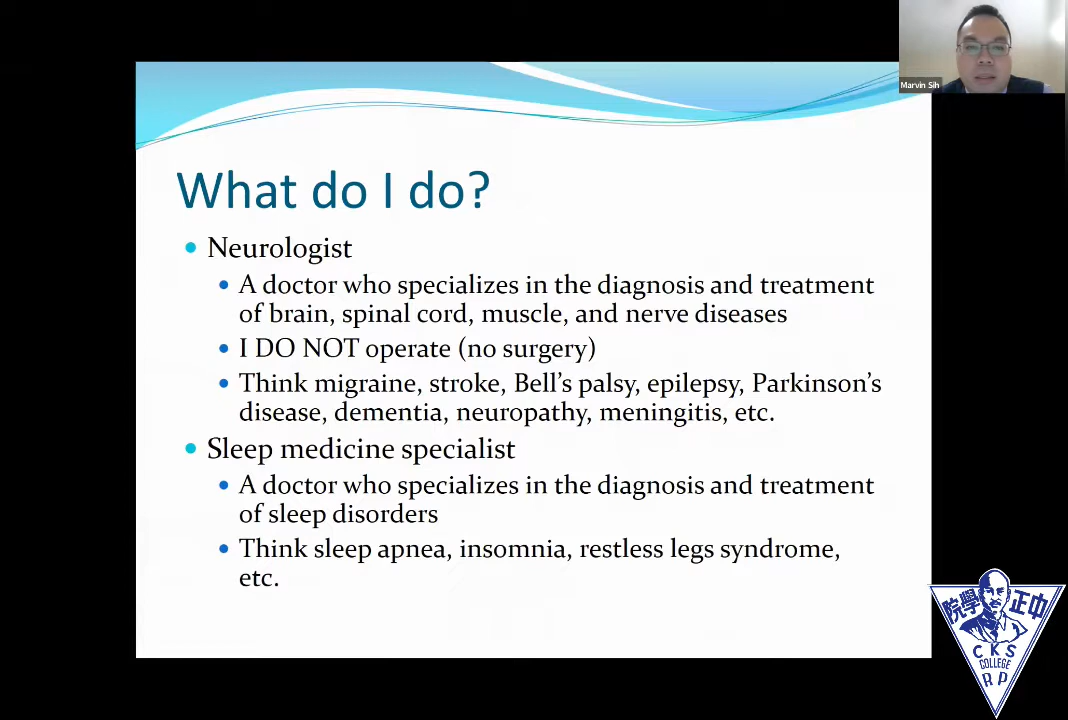 Marvin Sih
What do I do?
Neurologist
A doctor who specializes in the diagnosis and treatment
of brain, spinal cord, muscle, and nerve diseases
I DO NOT operate (no surgery)
Think migraine, stroke, Bell’s palsy, epilepsy, Parkinson’s
disease, dementia, neuropathy, meningitis, etc.
Sleep medicine specialist
A doctor who specializes in the diagnosis and treatment
of sleep disorders
Think sleep apnea, insomnia, restless legs syndrome,
etc.
院學 正中
CKS
COLLEGE
RP